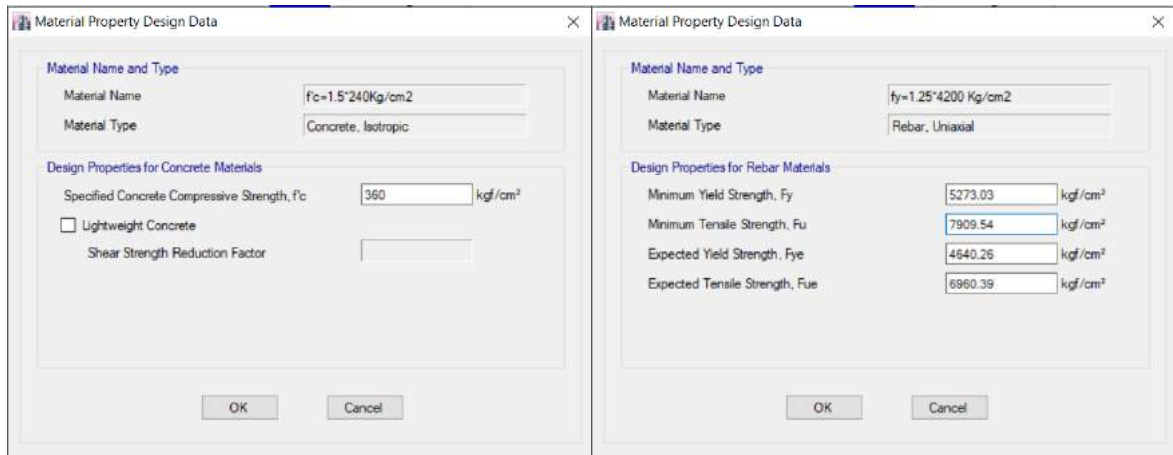 Material Property Design Data
Material Name and Type
Material Name f'c=1.5*240Kg/cm2
Material Type Concrete, Isotropic
Design Properties for Concrete Materials
Specified Concrete Compressive Strength, f'c 360 kgf/cm²
Lightweight Concrete
Shear Strength Reduction Factor
OK Cancel
Material Property Design Data
Material Name and Type
Material Name fy=1.25*4200 Kg/cm2
Material Type Rebar, Uniaxial
Design Properties for Rebar Materials
Minimum Yield Strength, Fy 5273.03 kgf/cm²
Minimum Tensile Strength, Fu 7909.54 kgf/cm²
Expected Yield Strength, Fye 4640.26 kgf/cm²
Expected Tensile Strength, Fue 6960.39 kgf/cm²
OK Cancel